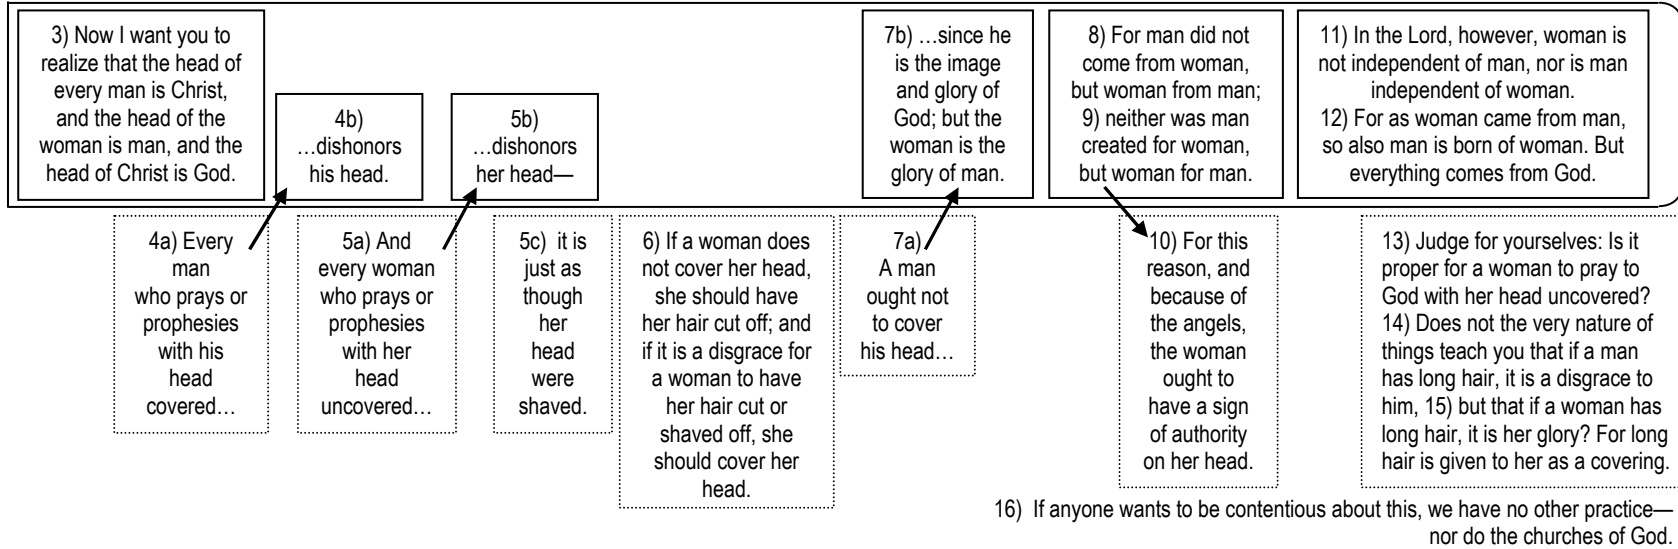 3) Now I want you to
realize that the head of
every man is Christ,
and the head of the
woman is man, and the
head of Christ is God.
4a) Every
man
who prays or
prophesies
with his
head
covered…
4b)
…dishonors
his head.
5a) And
every woman
who prays or
prophesies
with her
head
uncovered…
5b)
…dishonors
her head—
5c) it is
just as
though
her
head
were
shaved.
6) If a woman does
not cover her head,
she should have
her hair cut off; and
if it is a disgrace for
a woman to have
her hair cut or
shaved off, she
should cover her
head.
7a)
A man
ought not
to cover
his head…
7b) …since he
is the image
and glory of
God; but the
woman is the
glory of man.
8) For man did not
come from woman,
but woman from man;
9) neither was man
created for woman,
but woman for man.
10) For this
reason, and
because of
the angels,
the woman
ought to
have a sign
of authority
on her head.
11) In the Lord, however, woman is
not independent of man, nor is man
independent of woman.
12) For as woman came from man,
so also man is born of woman. But
everything comes from God.
13) Judge for yourselves: Is it
proper for a woman to pray to
God with her head uncovered?
14) Does not the very nature of
things teach you that if a man
has long hair, it is a disgrace to
him, 15) but that if a woman has
long hair, it is her glory? For long
hair is given to her as a covering.
16) If anyone wants to be contentious about this, we have no other practice—
nor do the churches of God.